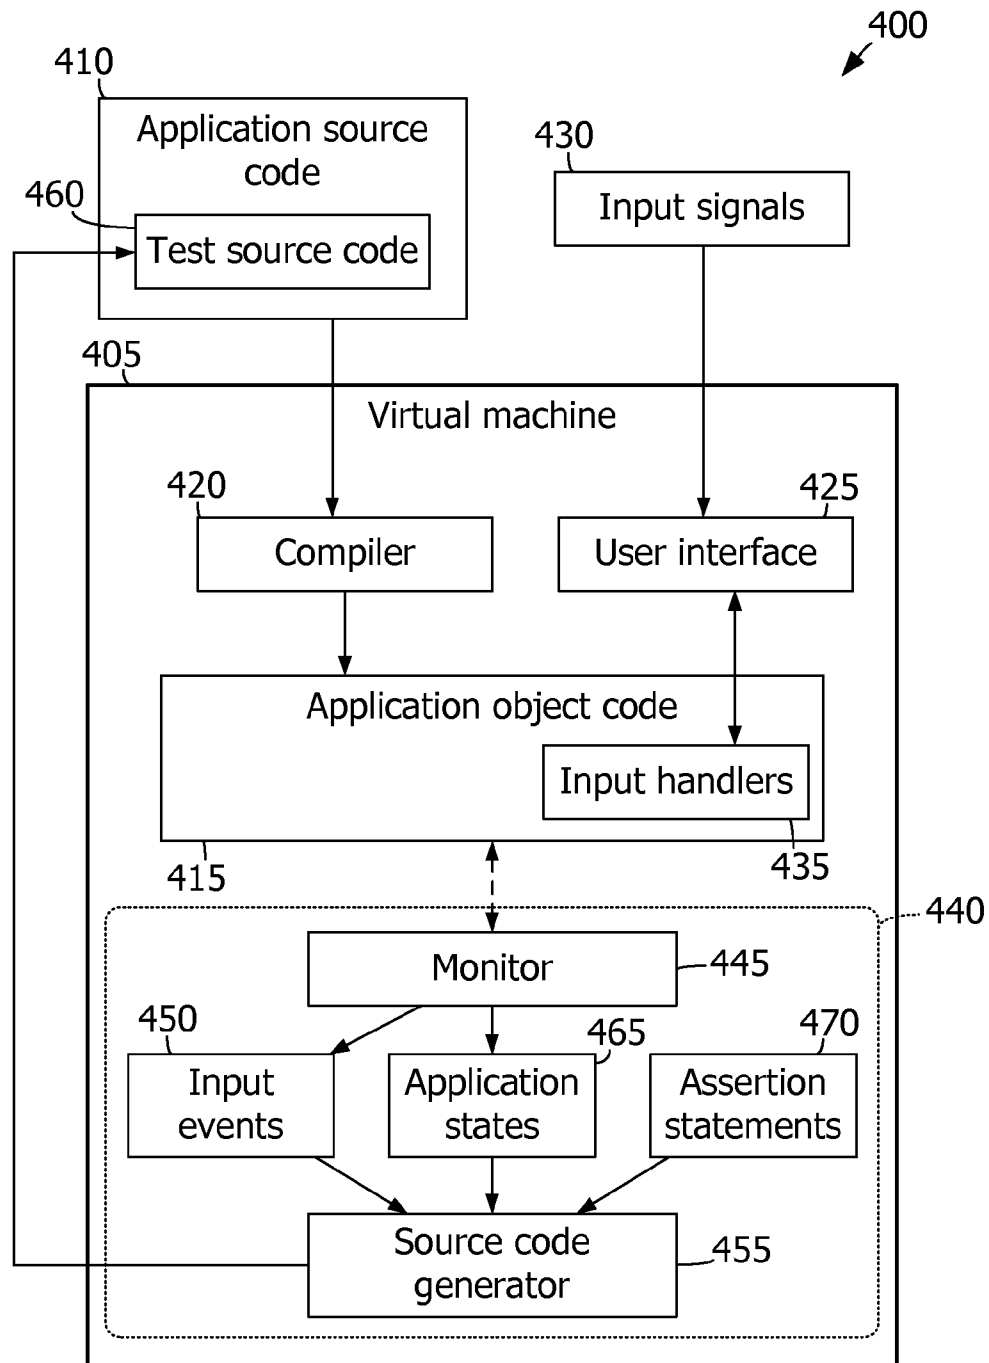 400
410
Application source
code
430
Input signals
460
Test source code
405
Virtual machine
420
Compiler
425
User interface
Application object code
Input handlers
415
435
440
Monitor
445
450
Input
events
465
Application
states
470
Assertion
statements
Source code
generator
455